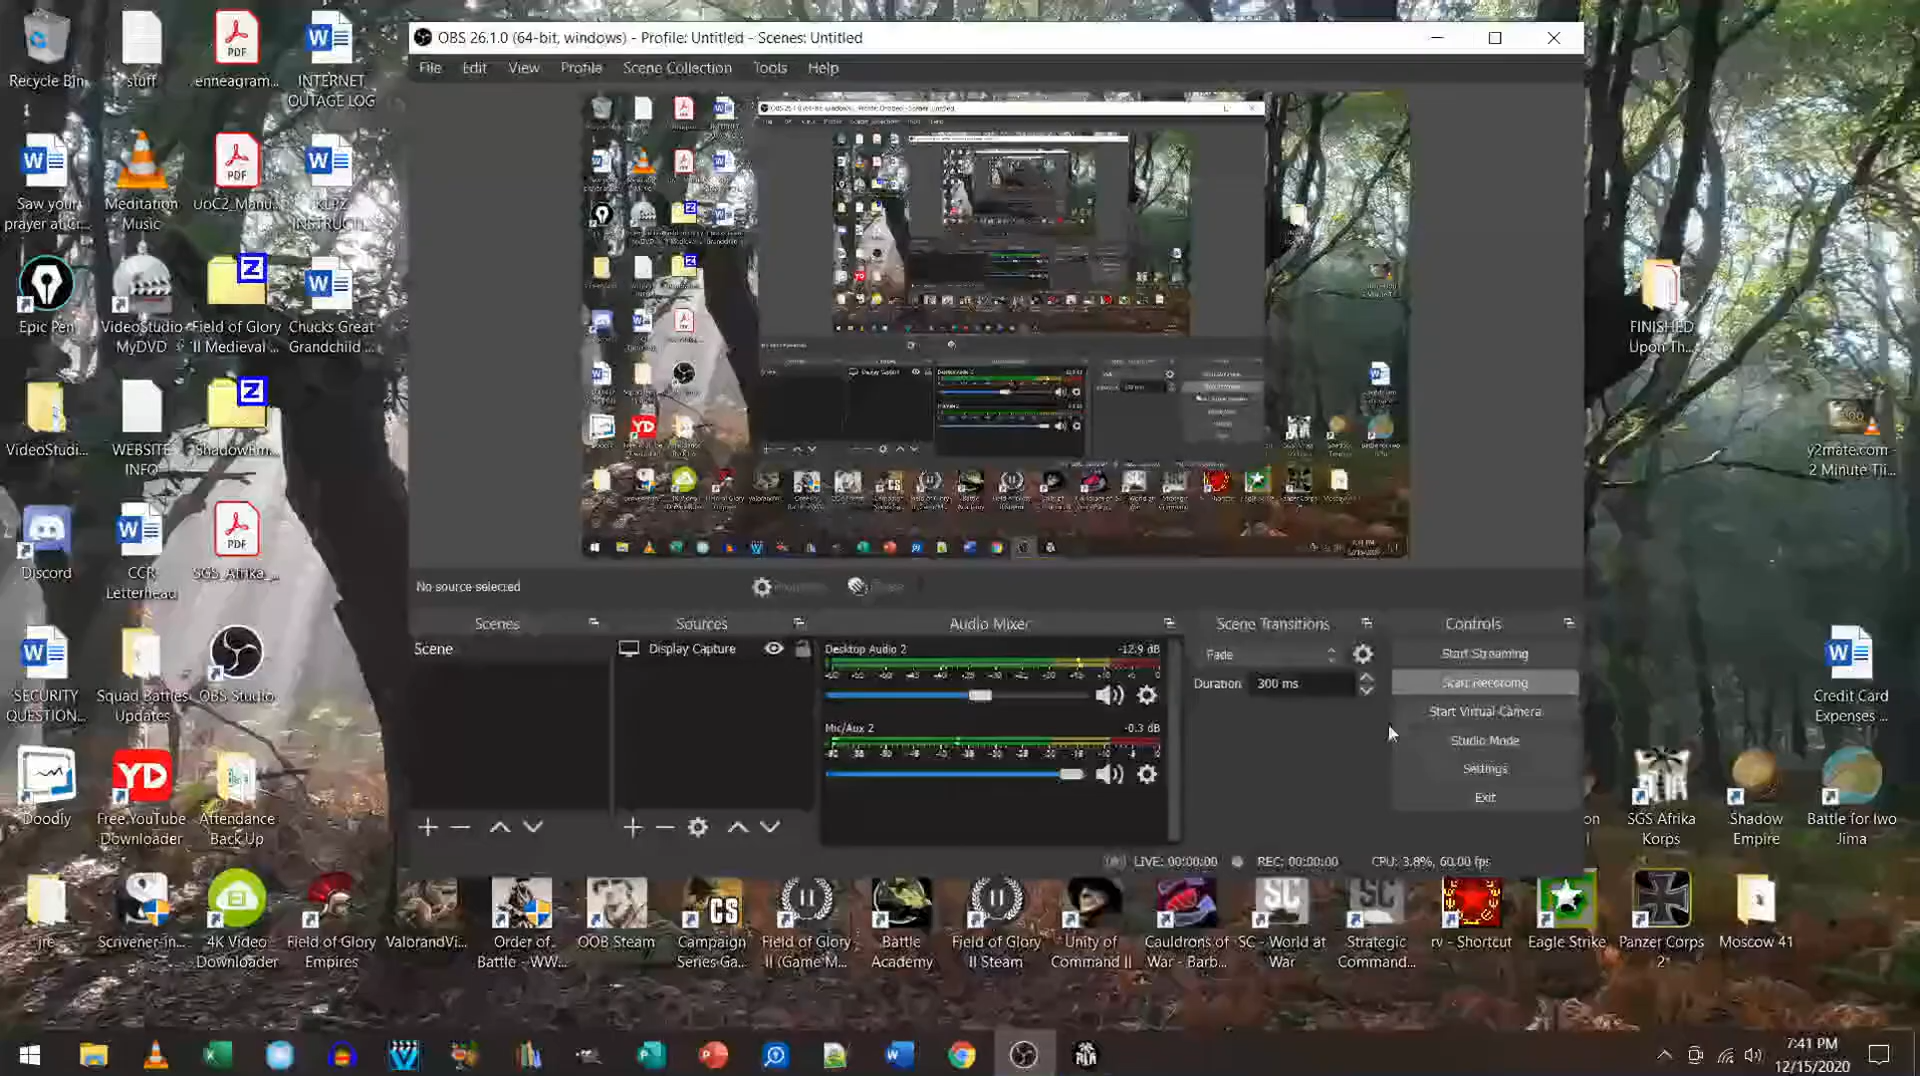 OBS 26.1.0 (64-bit, windows) - Profile: Untitled - Scenes: Untitled
File Edit View Profile Scene Collection Tools Help
Recycle Bin
stuff
enneagram...
INTERNET
OUTAGE LOG
Saw your
prayer at Cr...
Meditation
Music
UoC2_Manu...
KLPZ
INSTRUCTI...
Epic Pen
VideoStudio
MyDVD
Field of Glory
II Medieval ...
Chucks Great
Grandchild ...
VideoStudi...
WEBSITE
INFO
Discord
CCR
Letterhead
SGS_Afrika_...
SECURITY
QUESTION...
Squad Battles
Updates
OBS Studio
Doodly
Free YouTube
Downloader
Attendance
Back Up
FINISHED
Upon Th...
y2mate.com -
2 Minute Tji...
Credit Card
Expenses ...
SGS Afrika
Korps
Shadow
Empire
Battle for Iwo
Jima
No source selected
Scenes
Sources
Audio Mixer
Scene Transitions
Controls
Scene
Display Capture
Desktop Audio 2
-12.9 dB
Mic/Aux 2
-0.3 dB
Fade
Duration 300 ms
Start Streaming
Start Recording
Start Virtual Camera
Studio Mode
Settings
Exit
LIVE: 00:00:00
REC: 00:00:00
CPU: 3.8%, 60.00 fps
jre
Scrivener-in...
4K Video
Downloader
Field of Glory
Empires
ValorandVi...
Order of
Battle - WW...
OOB Steam
Campaign
Series Ga...
Field of Glory
II (Game M...
Battle
Academy
Field of Glory
II Steam
Unity of
Command II
Cauldrons of
War - Barb...
SC - World at
War
Strategic
Command...
rv - Shortcut
Eagle Strike
Panzer Corps
2
Moscow 41
7:41 PM
12/15/2020